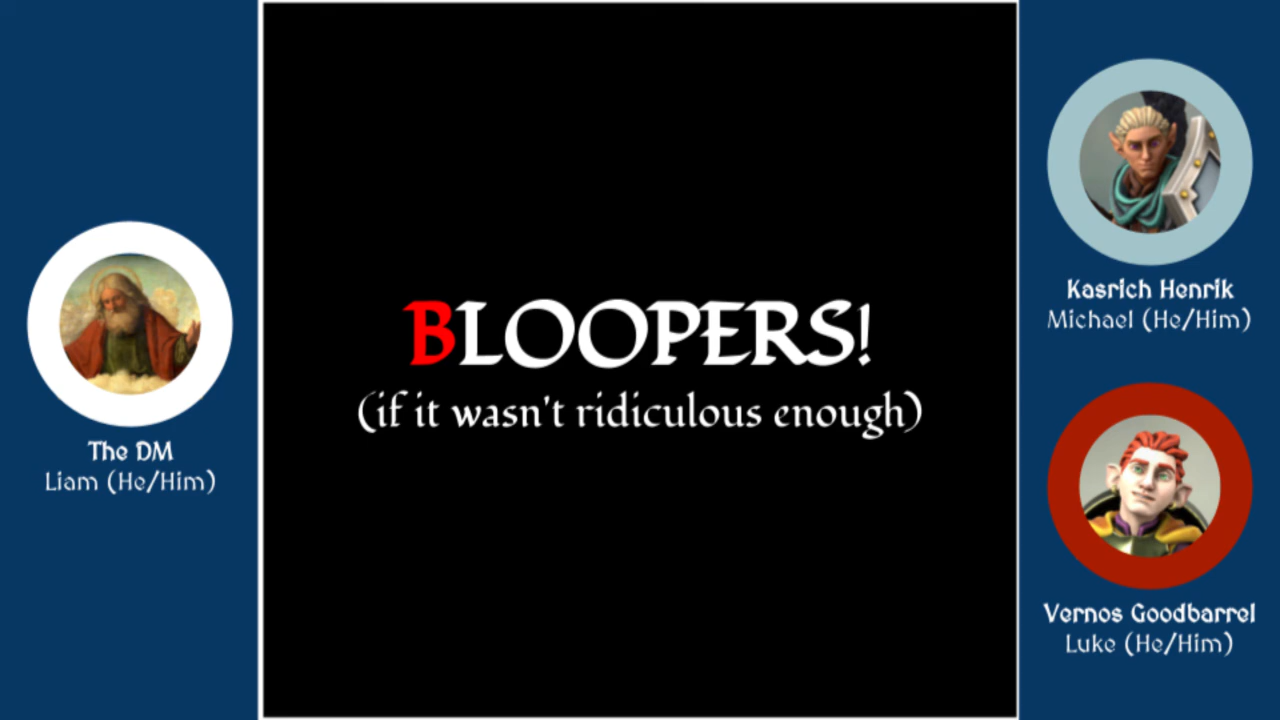 The DM
Liam (He/Him)
BLOOPERS!
(if it wasn't ridiculous enough)
Kasrich Henrik
Michael (He/Him)
Vernos Goodbarrel
Luke (He/Him)